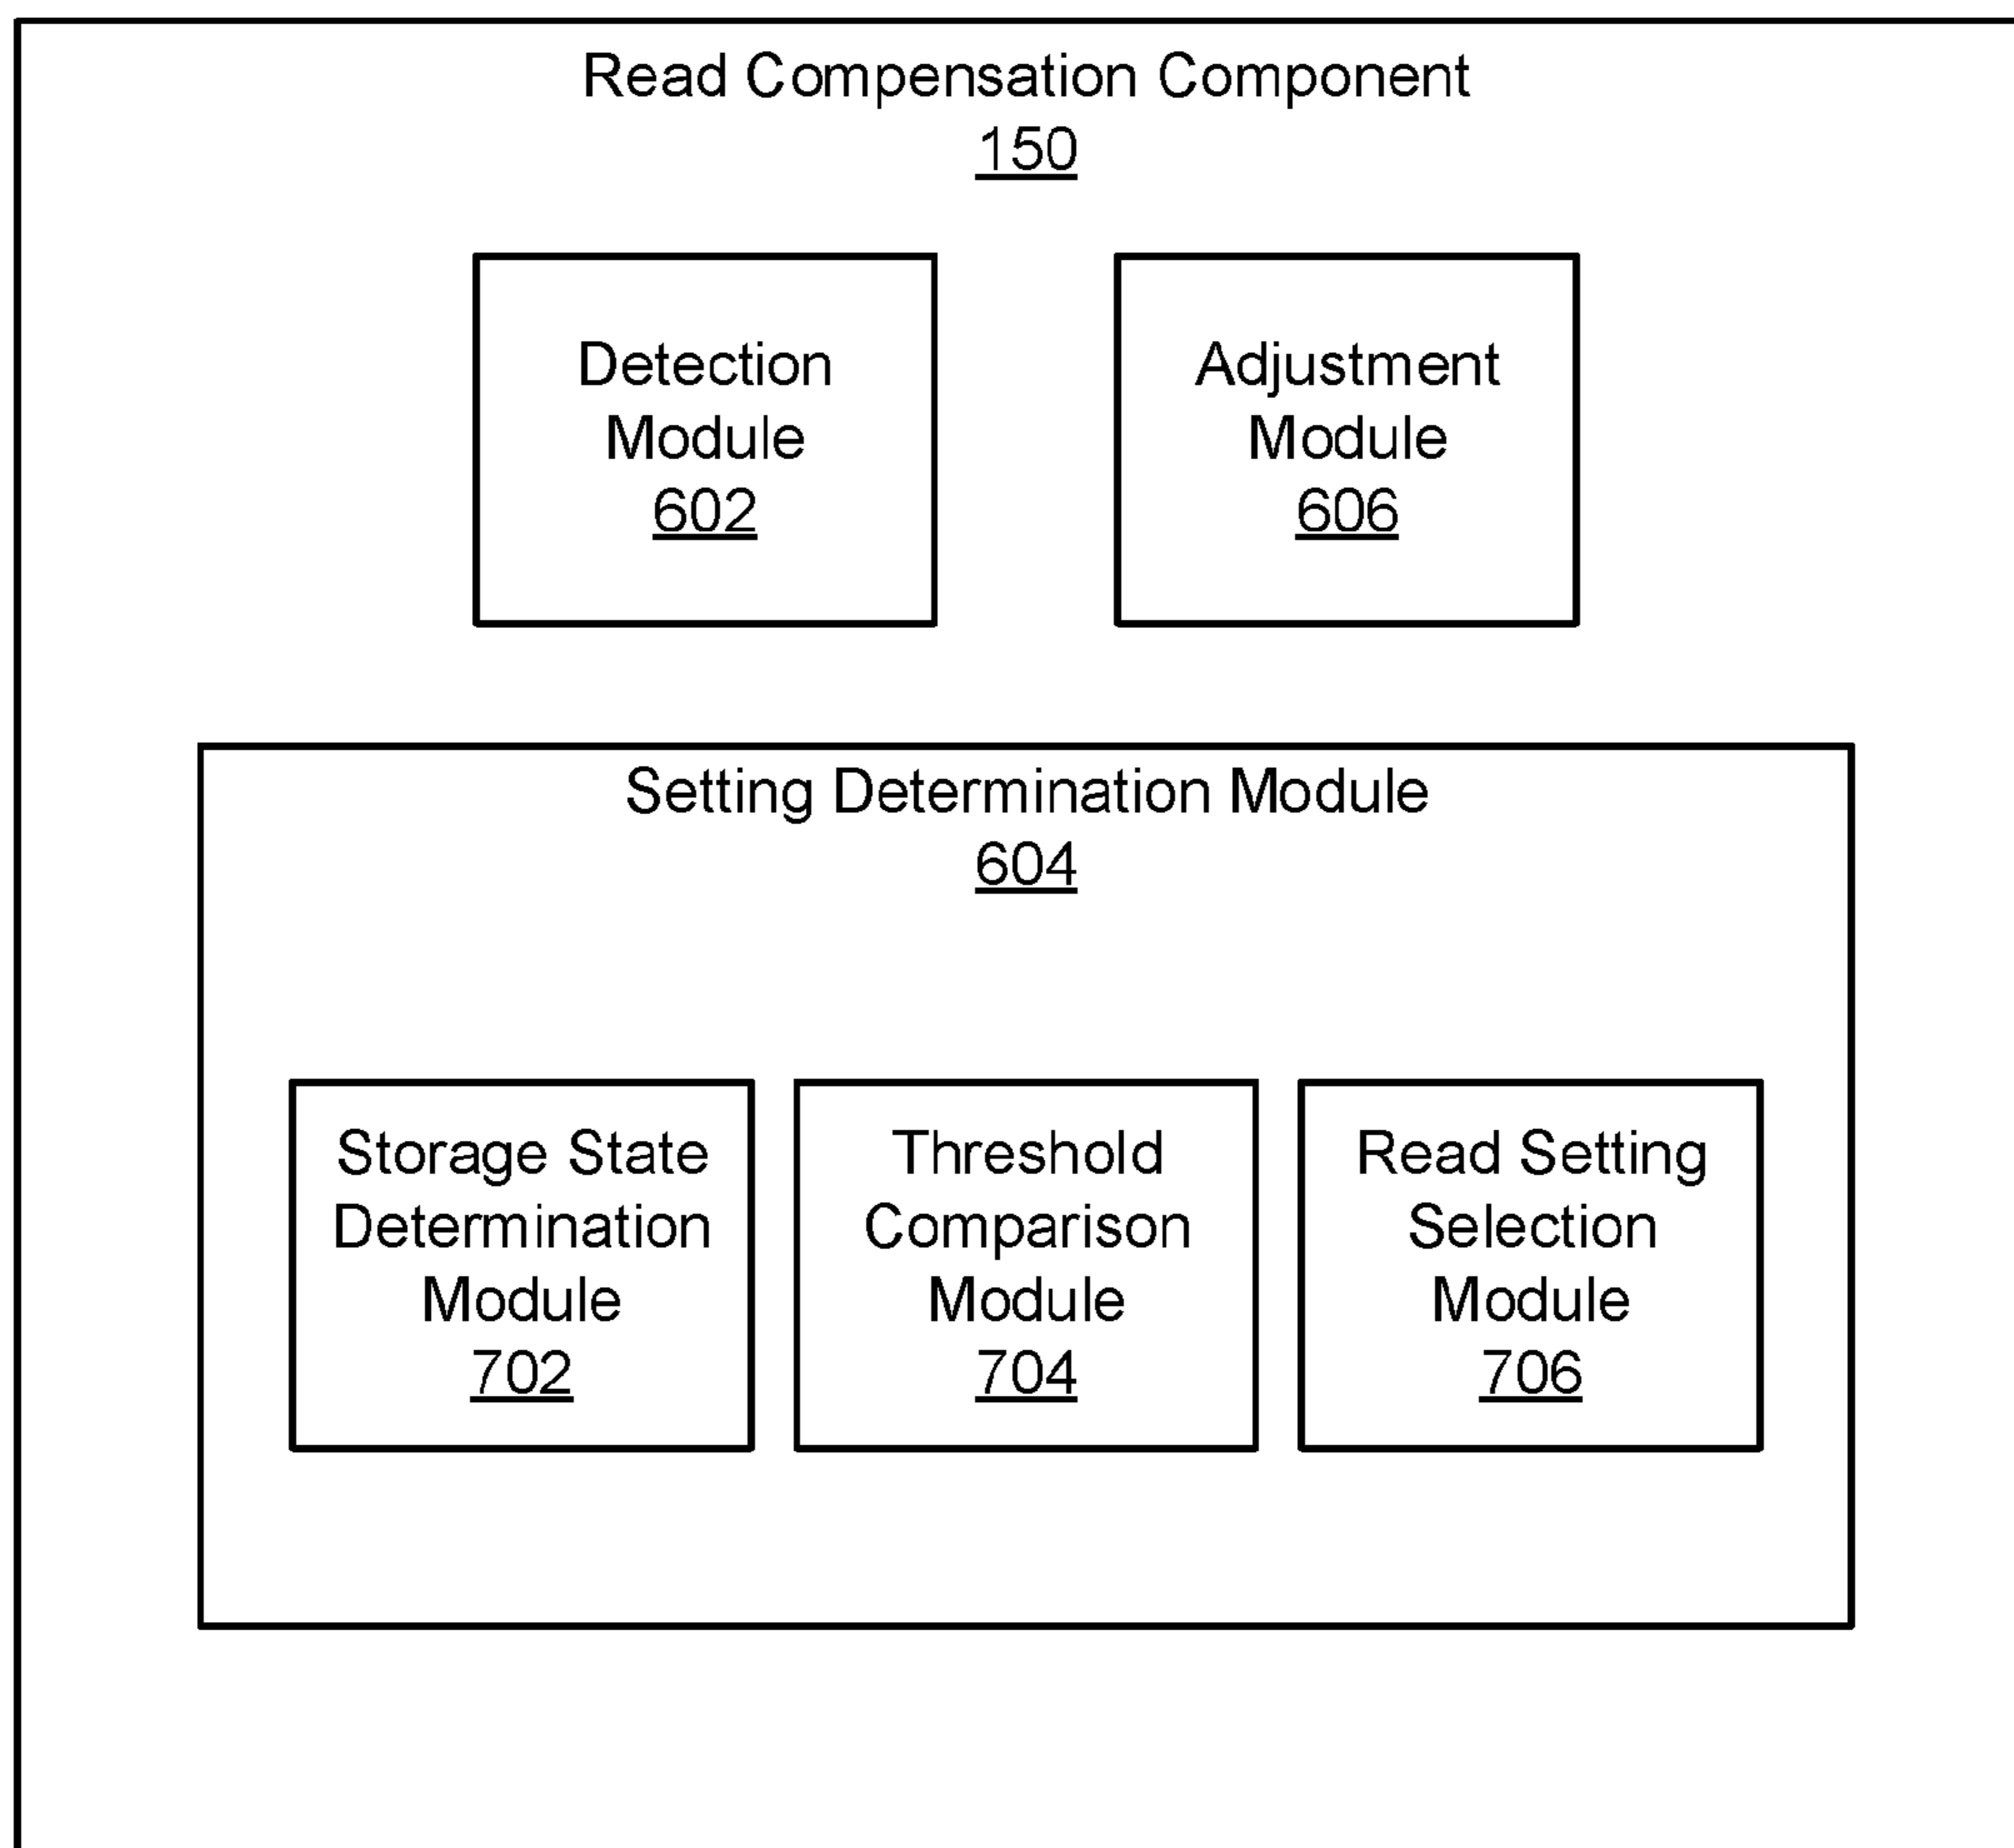 Read Compensation Component
150
Detection
Module
602
Adjustment
Module
606
Setting Determination Module
604
Storage State
Determination
Module
702
Threshold
Comparison
Module
704
Read Setting
Selection
Module
706